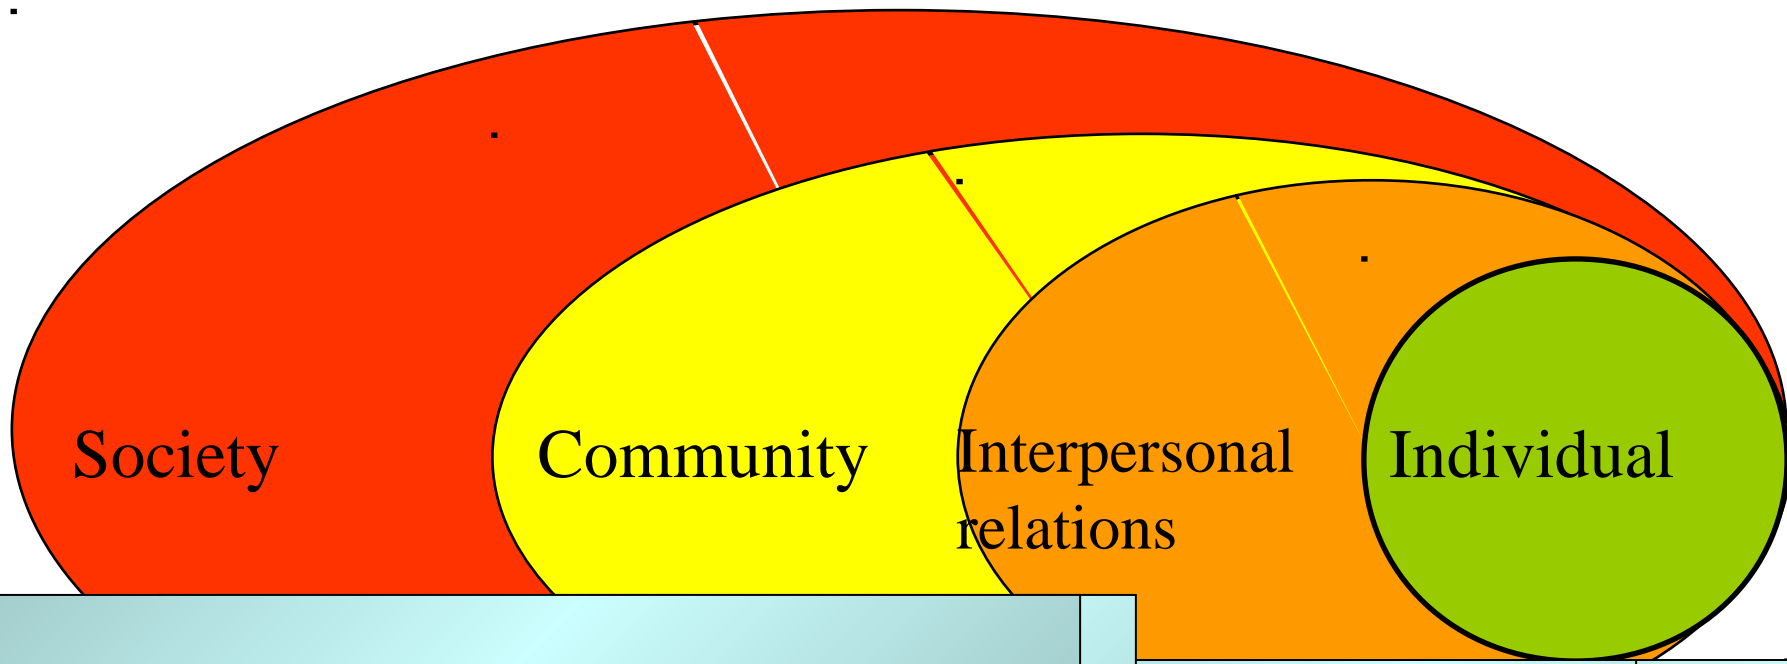 Society
Community
Interpersonal
relations
Individual